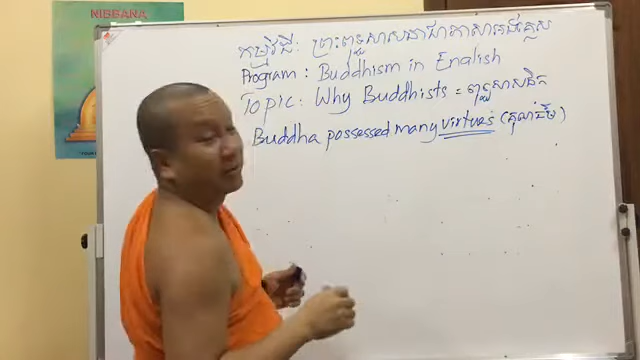 NISSANA
កម្មវិធី: ព្រះពុទ្ធសាសនាជាភាសាអង់គ្លេស
Program: Buddhism in English
Topic: Why Buddhists = ពុទ្ធសាសនិក
Buddha possessed many virtues (គុណធម៌)